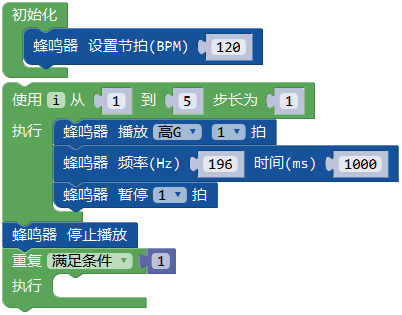 初始化
蜂鸣器 设置节拍(BPM) 120
使用 i 从 1 到 5 步长为 1
执行 蜂鸣器 播放 高G 1 拍
蜂鸣器 频率(Hz) 196 时间(ms) 1000
蜂鸣器 暂停 1 拍
蜂鸣器 停止播放
重复 满足条件 1
执行